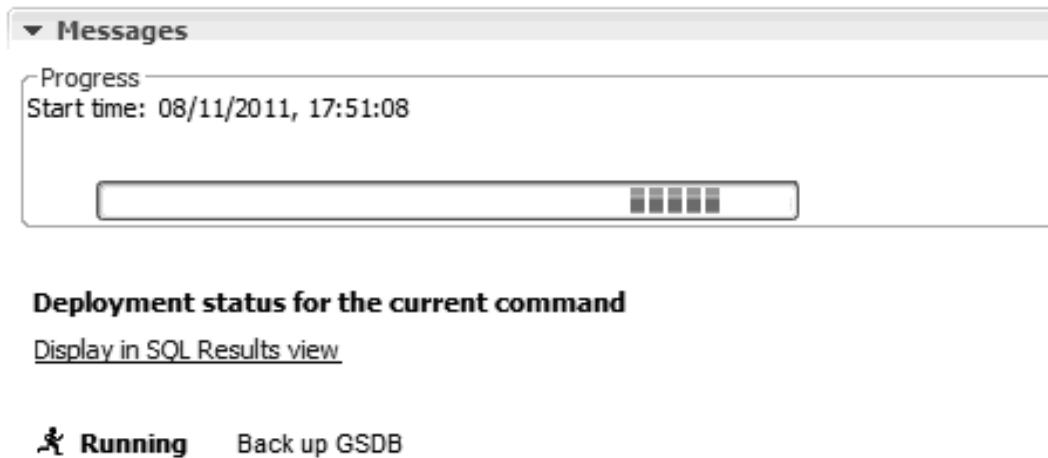 Messages
Progress
Start time: 08/11/2011, 17:51:08
Deployment status for the current command
Display in SQL Results view
Running Back up GSDB